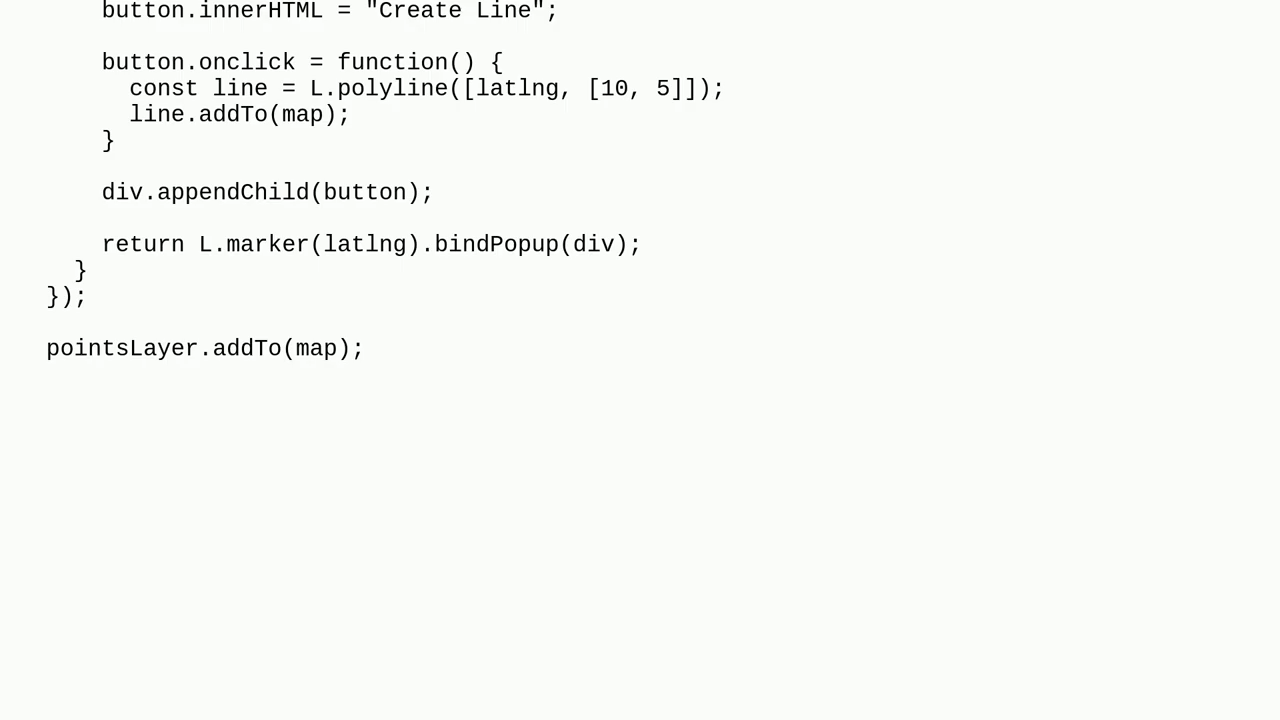 button.innerHTML = "Create Line";
button.onclick = function() {
const line = L.polyline([latlng, [10, 5]]);
line.addTo(map);
}
div.appendChild(button);
return L.marker(latlng).bindPopup(div);
}
});
pointsLayer.addTo(map);